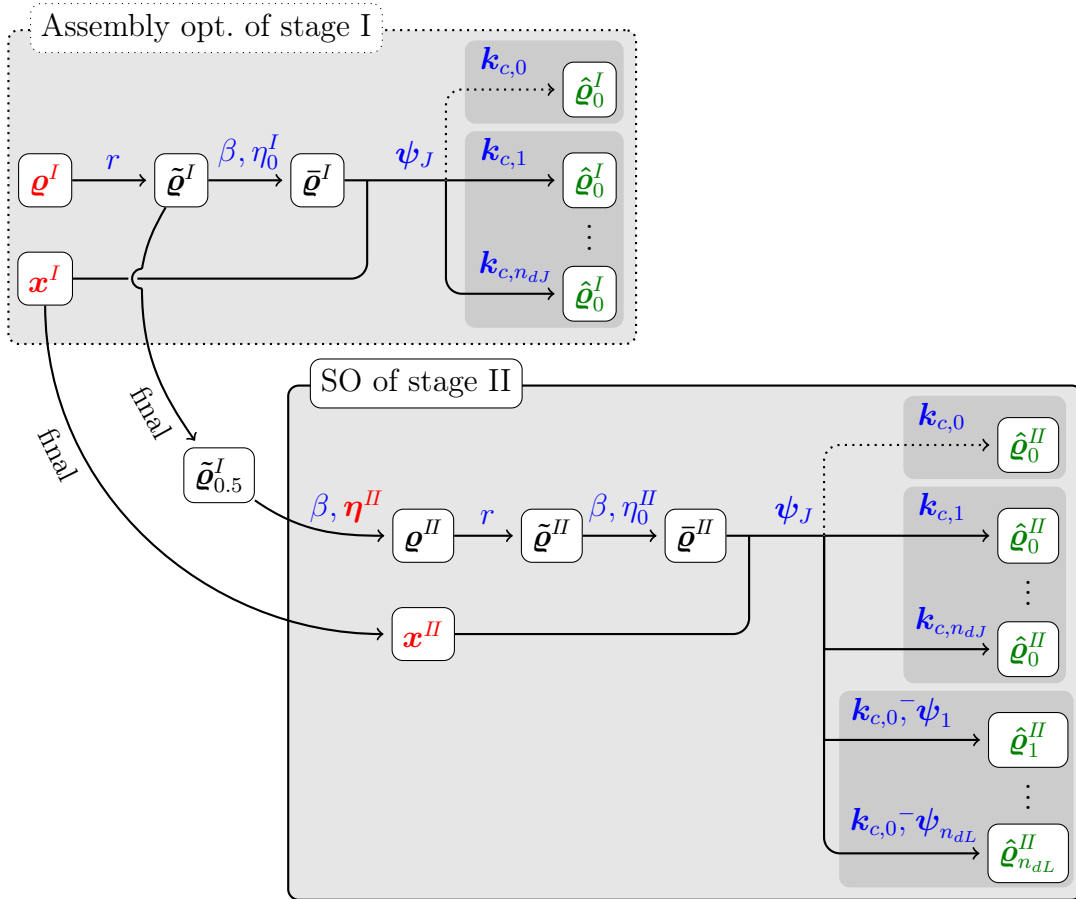 Assembly opt. of stage I
𝒌_{c,0}
ϱ̂_0^I
ϱ^I r ϱ̃^I β, η_0^I ϱ̄^I 𝝍_J 𝒌_{c,1} ϱ̂_0^I
⋮
𝒙^I 𝒌_{c,n_{dJ}} ϱ̂_0^I
final
final
SO of stage II
𝒌_{c,0} ϱ̂_0^{II}
ϱ̃_{0.5}^I
β, 𝜼^{II} ϱ^{II} r ϱ̃^{II} β, η_0^{II} ϱ̄^{II} 𝝍_J 𝒌_{c,1} ϱ̂_0^{II}
⋮
𝒙^{II} 𝒌_{c,n_{dJ}} ϱ̂_0^{II}
𝒌_{c,0}, ⁻𝝍_1 ϱ̂_1^{II}
⋮
𝒌_{c,0}, ⁻𝝍_{n_{dL}} ϱ̂_{n_{dL}}^{II}